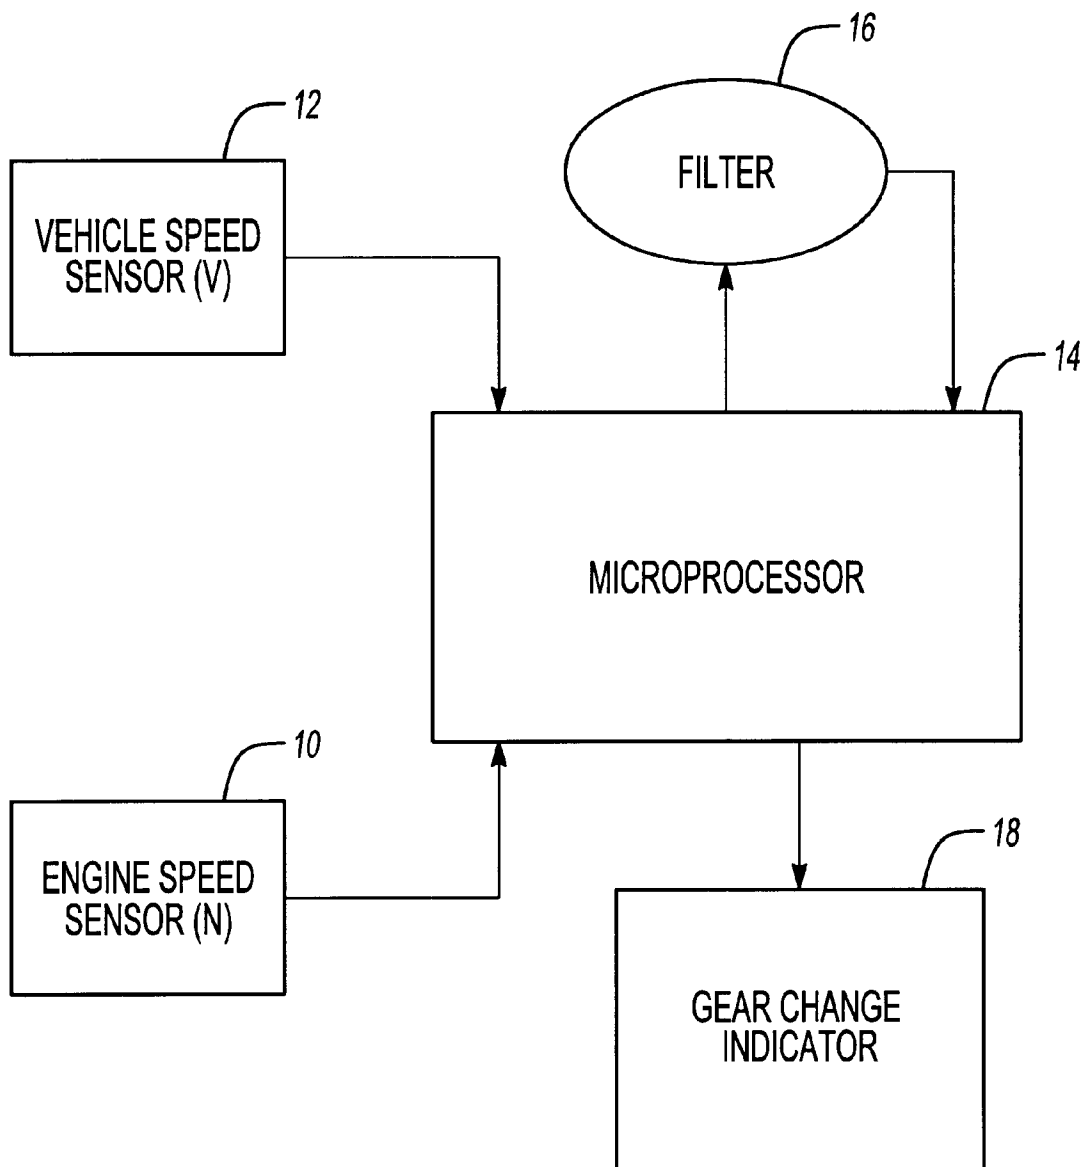 16
12
FILTER
VEHICLE SPEED
SENSOR (V)
14
MICROPROCESSOR
10
18
ENGINE SPEED
SENSOR (N)
GEAR CHANGE
INDICATOR